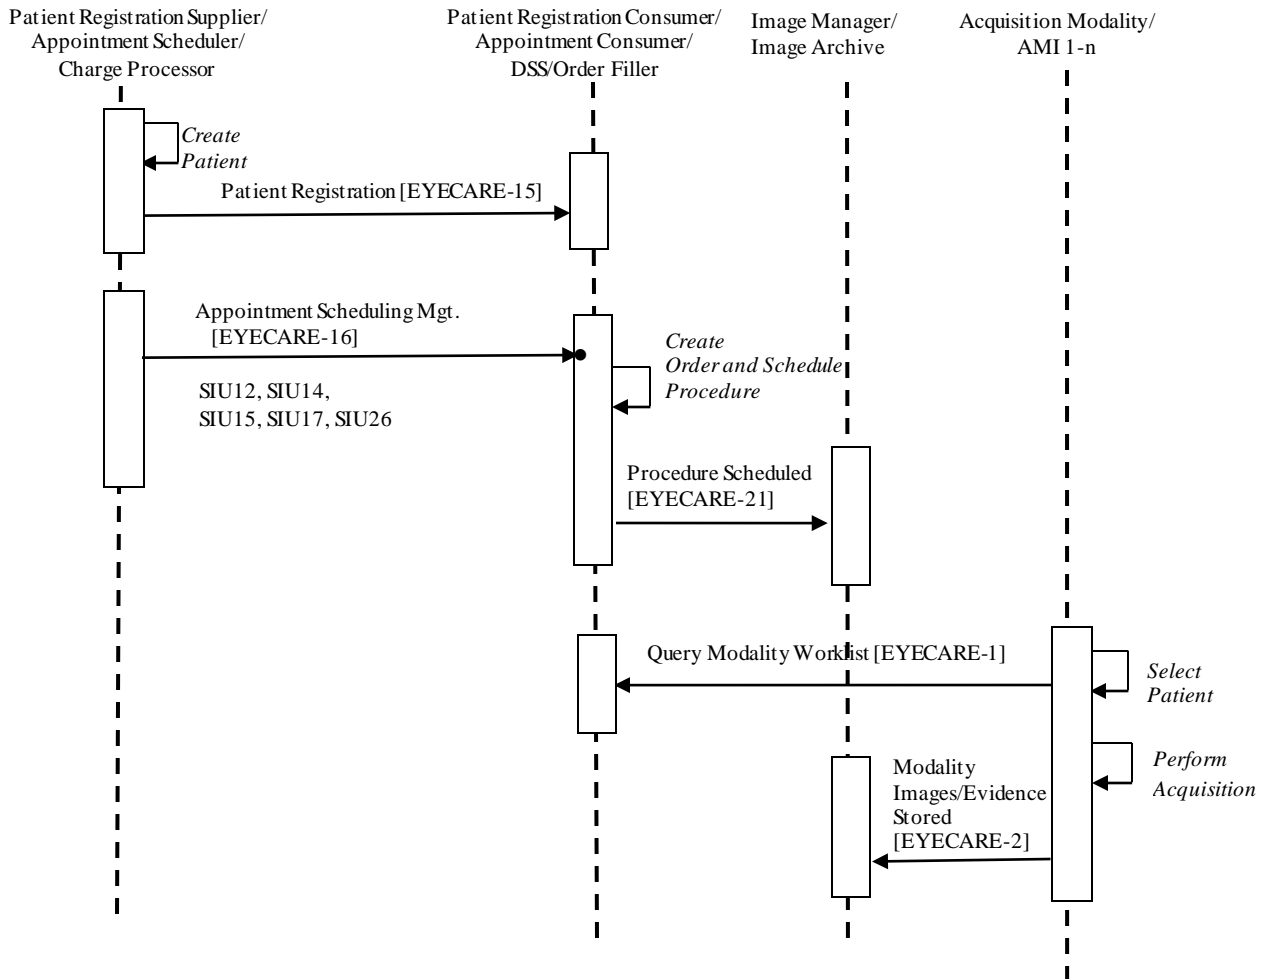 Patient Registration Supplier/
Appointment Scheduler/
Charge Processor
Patient Registration Consumer/
Appointment Consumer/
DSS/Order Filler
Image Manager/
Image Archive
Acquisition Modality/
AMI 1-n
Create
Patient
Patient Registration [EYECARE-15]
Appointment Scheduling Mgt.
[EYECARE-16]
SIU12, SIU14,
SIU15, SIU17, SIU26
Create
Order and Schedule
Procedure
Procedure Scheduled
[EYECARE-21]
Query Modality Worklist [EYECARE-1]
Select
Patient
Perform
Acquisition
Modality
Images/Evidence
Stored
[EYECARE-2]